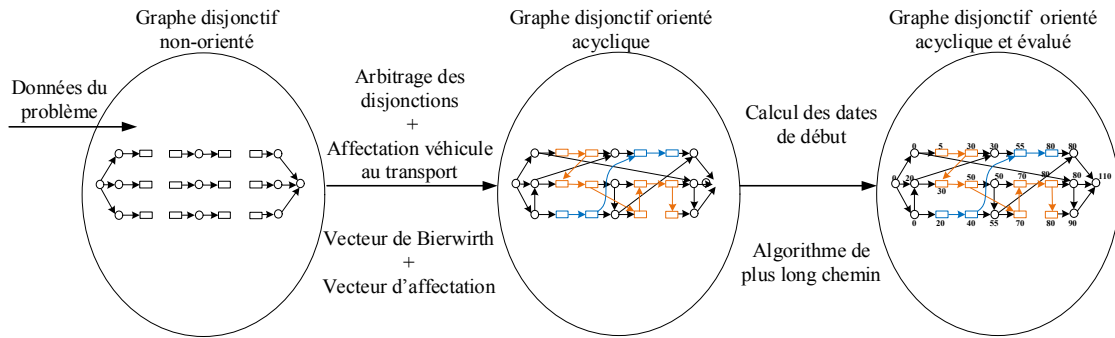 Graphe disjonctif
non-orienté
Graphe disjonctif orienté
acyclique
Graphe disjonctif orienté
acyclique et évalué
Données du
problème
Arbitrage des
disjonctions
+
Affectation véhicule
au transport
Vecteur de Bierwirth
+
Vecteur d'affectation
Calcul des dates
de début
Algorithme de
plus long chemin
0 5 30 30 55 80 80
0 20 30 50 50 70 80 80 110
0 20 40 55 70 80 90